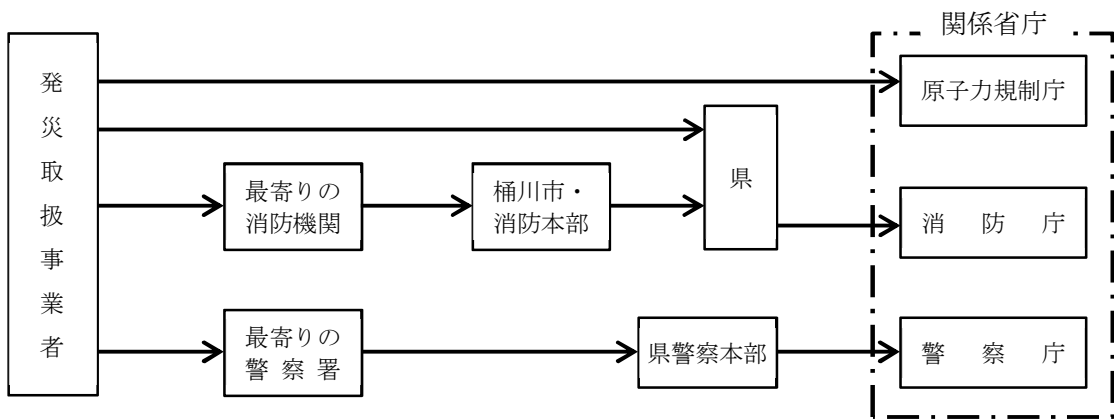 関係省庁
発災取扱事業者
原子力規制庁
県
最寄りの
消防機関
桶川市・
消防本部
消防庁
最寄りの
警察署
県警察本部
警察庁